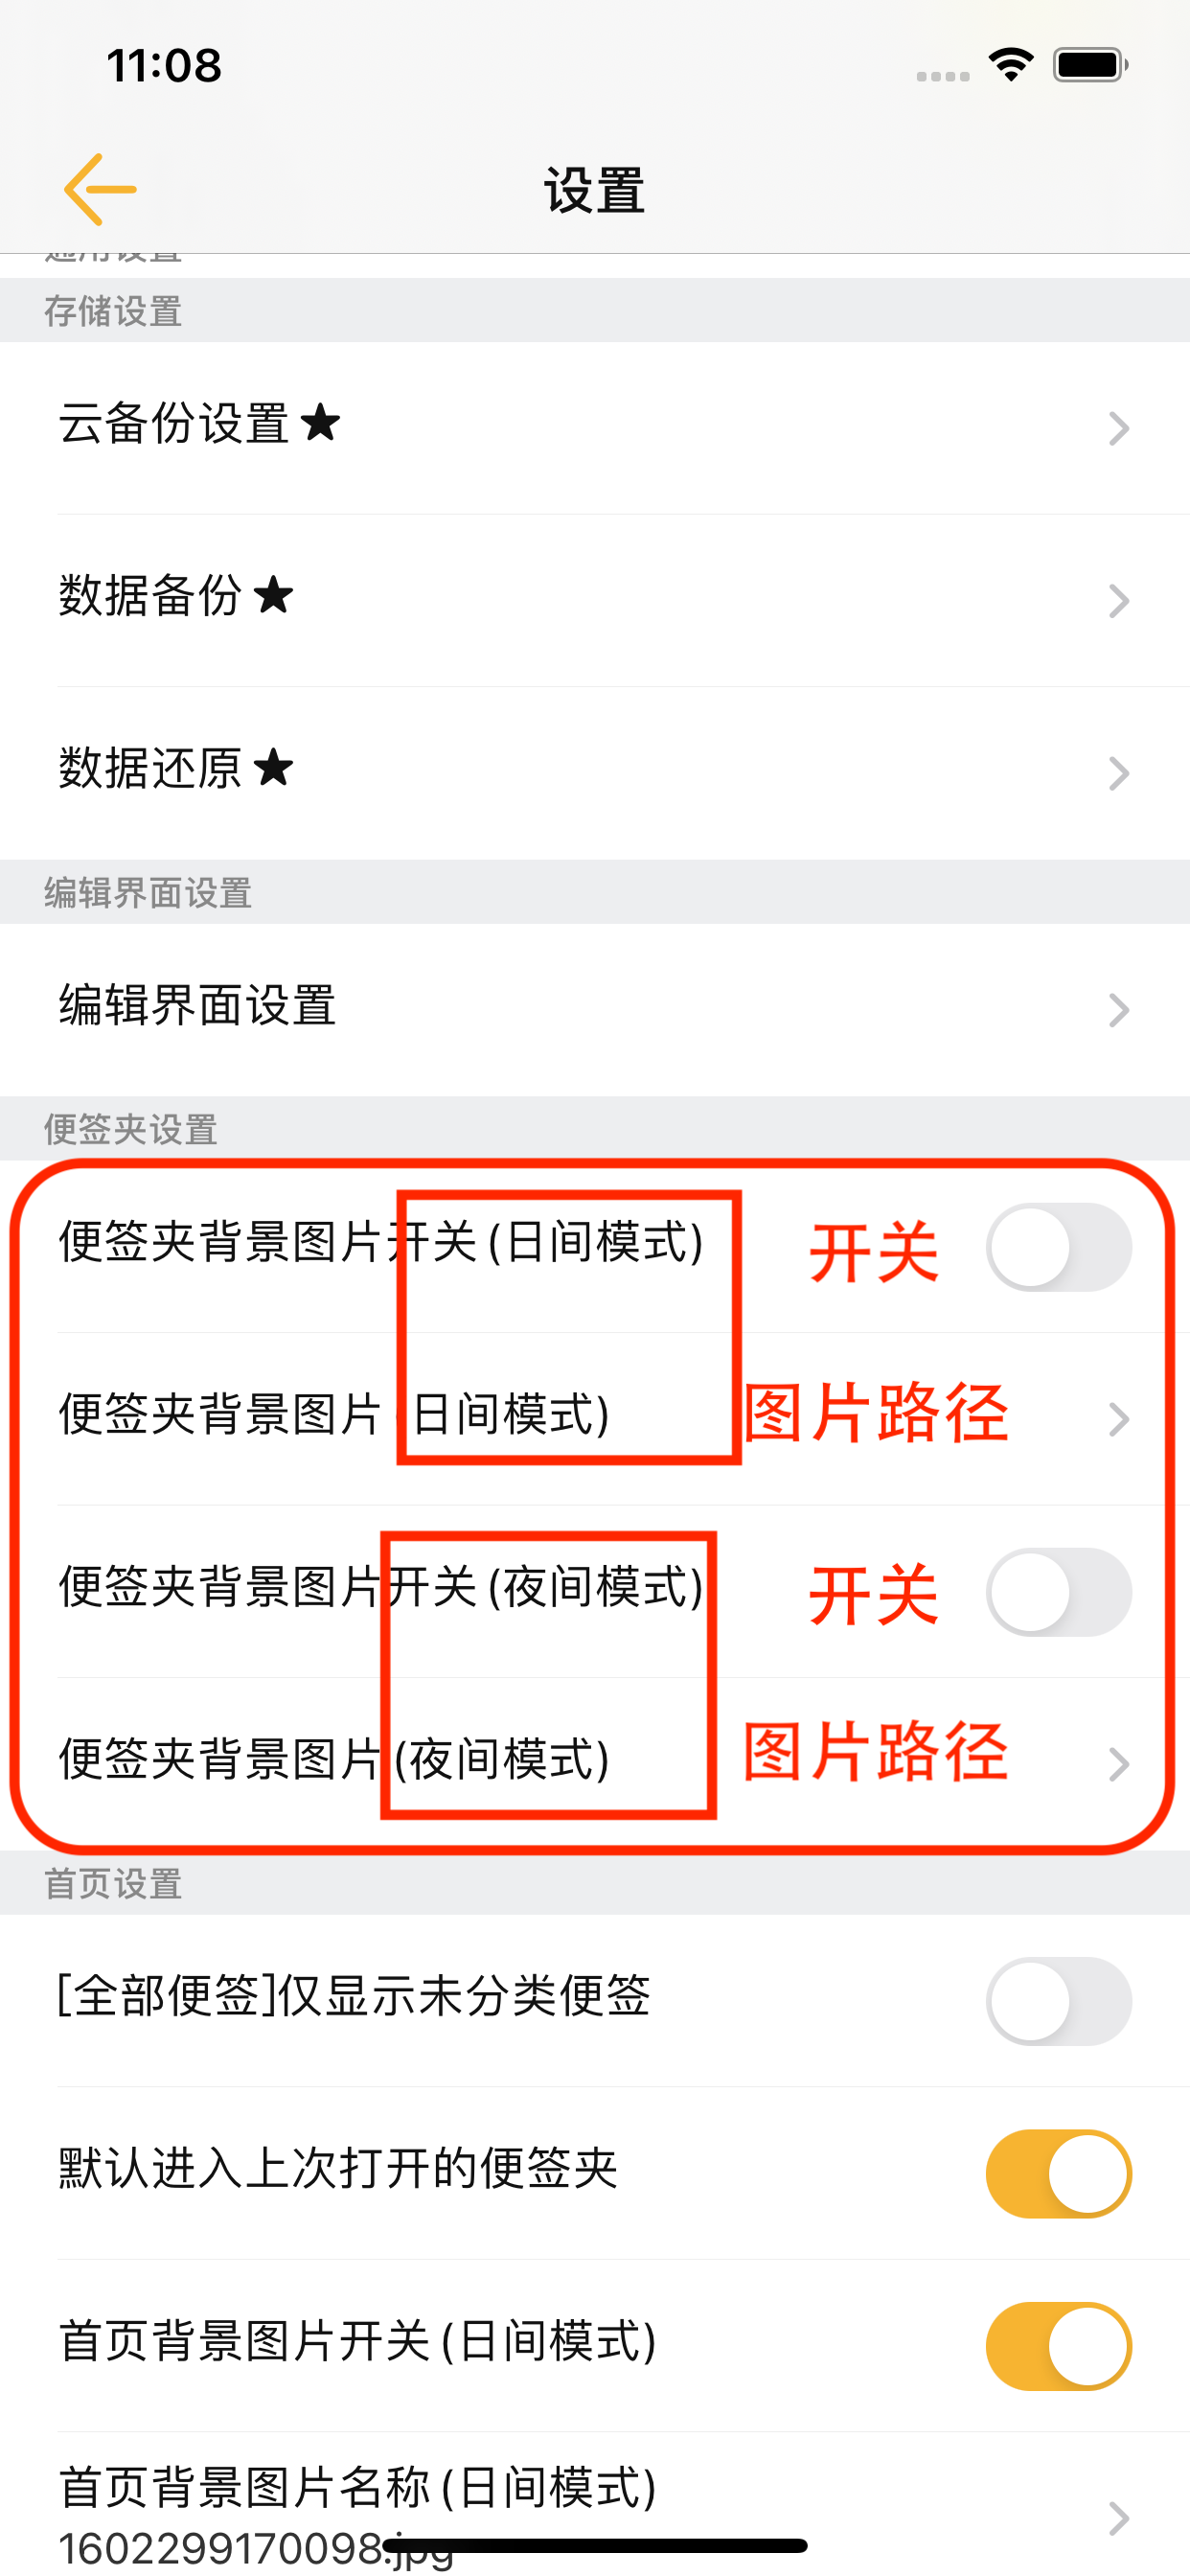 11:08
设置
通用设置
存储设置
云备份设置★
数据备份★
数据还原★
编辑界面设置
编辑界面设置
便签夹设置
便签夹背景图片开关(日间模式) 开关
便签夹背景图片(日间模式) 图片路径
便签夹背景图片开关(夜间模式) 开关
便签夹背景图片(夜间模式) 图片路径
首页设置
[全部便签]仅显示未分类便签
默认进入上次打开的便签夹
首页背景图片开关(日间模式)
首页背景图片名称(日间模式)
1602299170098.jpg